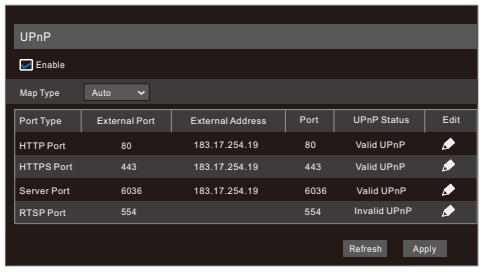 UPnP
Enable
Map Type Auto
Port Type External Port External Address Port UPnP Status Edit
HTTP Port 80 183.17.254.19 80 Valid UPnP
HTTPS Port 443 183.17.254.19 443 Valid UPnP
Server Port 6036 183.17.254.19 6036 Valid UPnP
RTSP Port 554 554 Invalid UPnP
Refresh Apply